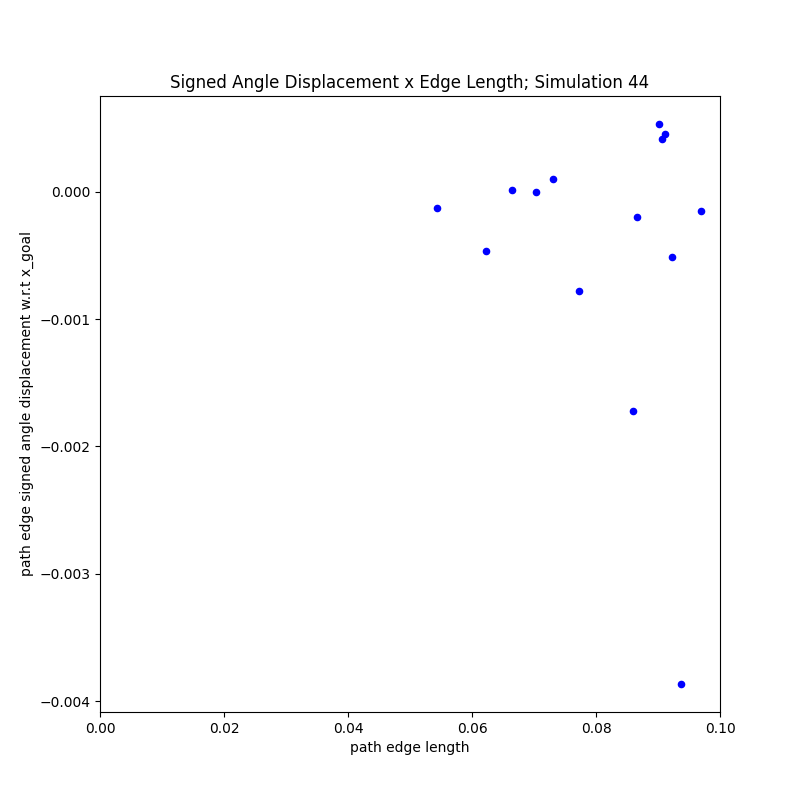 Signed Angle Displacement x Edge Length; Simulation 44
path edge signed angle displacement w.r.t x_goal
0.000
−0.001
−0.002
−0.003
−0.004
0.00 0.02 0.04 0.06 0.08 0.10
path edge length